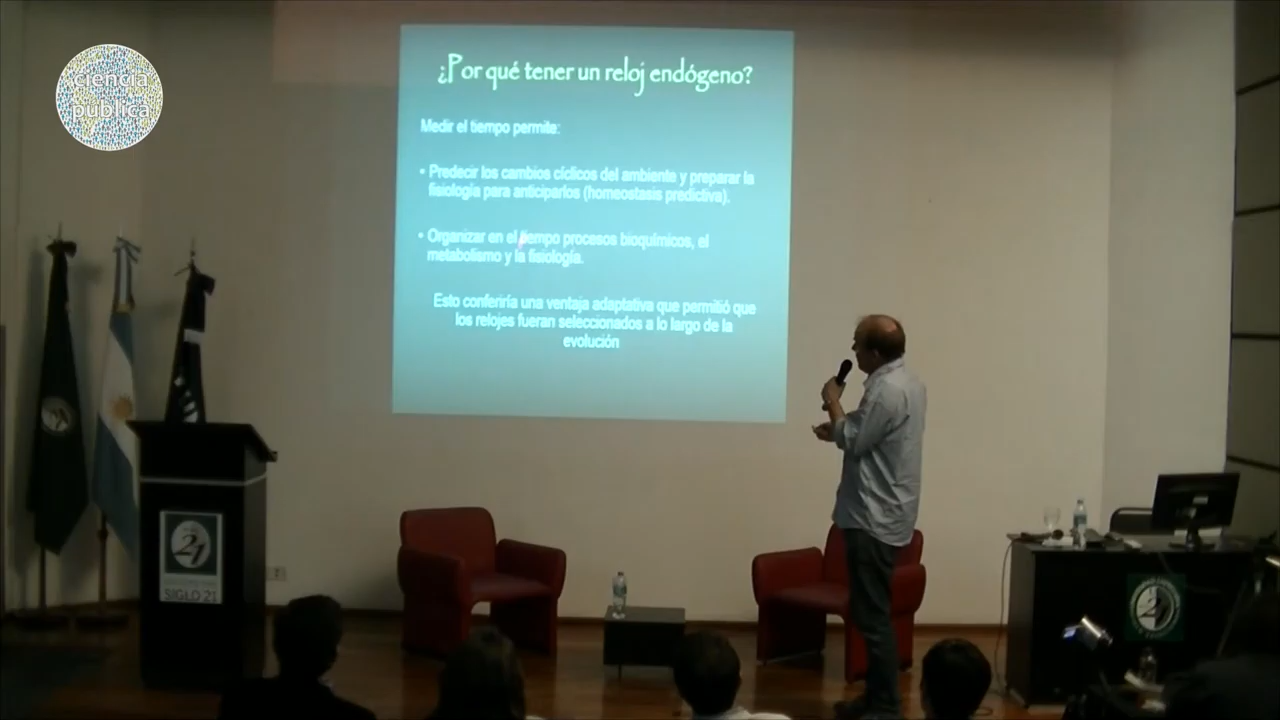 ciencia
pública
¿Por qué tener un reloj endógeno?
Medir el tiempo permite:
• Predecir los cambios cíclicos del ambiente y preparar la
fisiología para anticiparlos (homeostasis predictiva).
• Organizar en el tiempo procesos bioquímicos, el
metabolismo y la fisiología.
Esto conferiría una ventaja adaptativa que permitió que
los relojes fueran seleccionados a lo largo de la
evolución
21
SIGLO 21
21